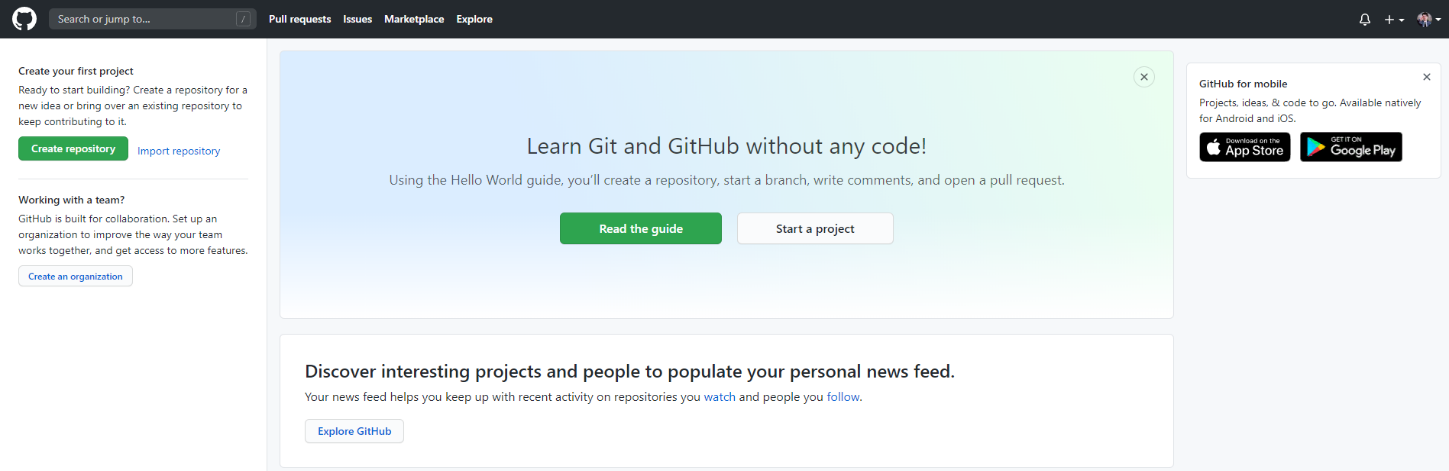 Search or jump to...
/
Pull requests
Issues
Marketplace
Explore
Create your first project
Ready to start building? Create a repository for a
new idea or bring over an existing repository to
keep contributing to it.
Create repository
Import repository
Working with a team?
GitHub is built for collaboration. Set up an
organization to improve the way your team
works together, and get access to more features.
Create an organization
Learn Git and GitHub without any code!
Using the Hello World guide, you’ll create a repository, start a branch, write comments, and open a pull request.
Read the guide
Start a project
Discover interesting projects and people to populate your personal news feed.
Your news feed helps you keep up with recent activity on repositories you watch and people you follow.
Explore GitHub
GitHub for mobile
Projects, ideas, & code to go. Available natively
for Android and iOS.
Download on the
App Store
GET IT ON
Google Play